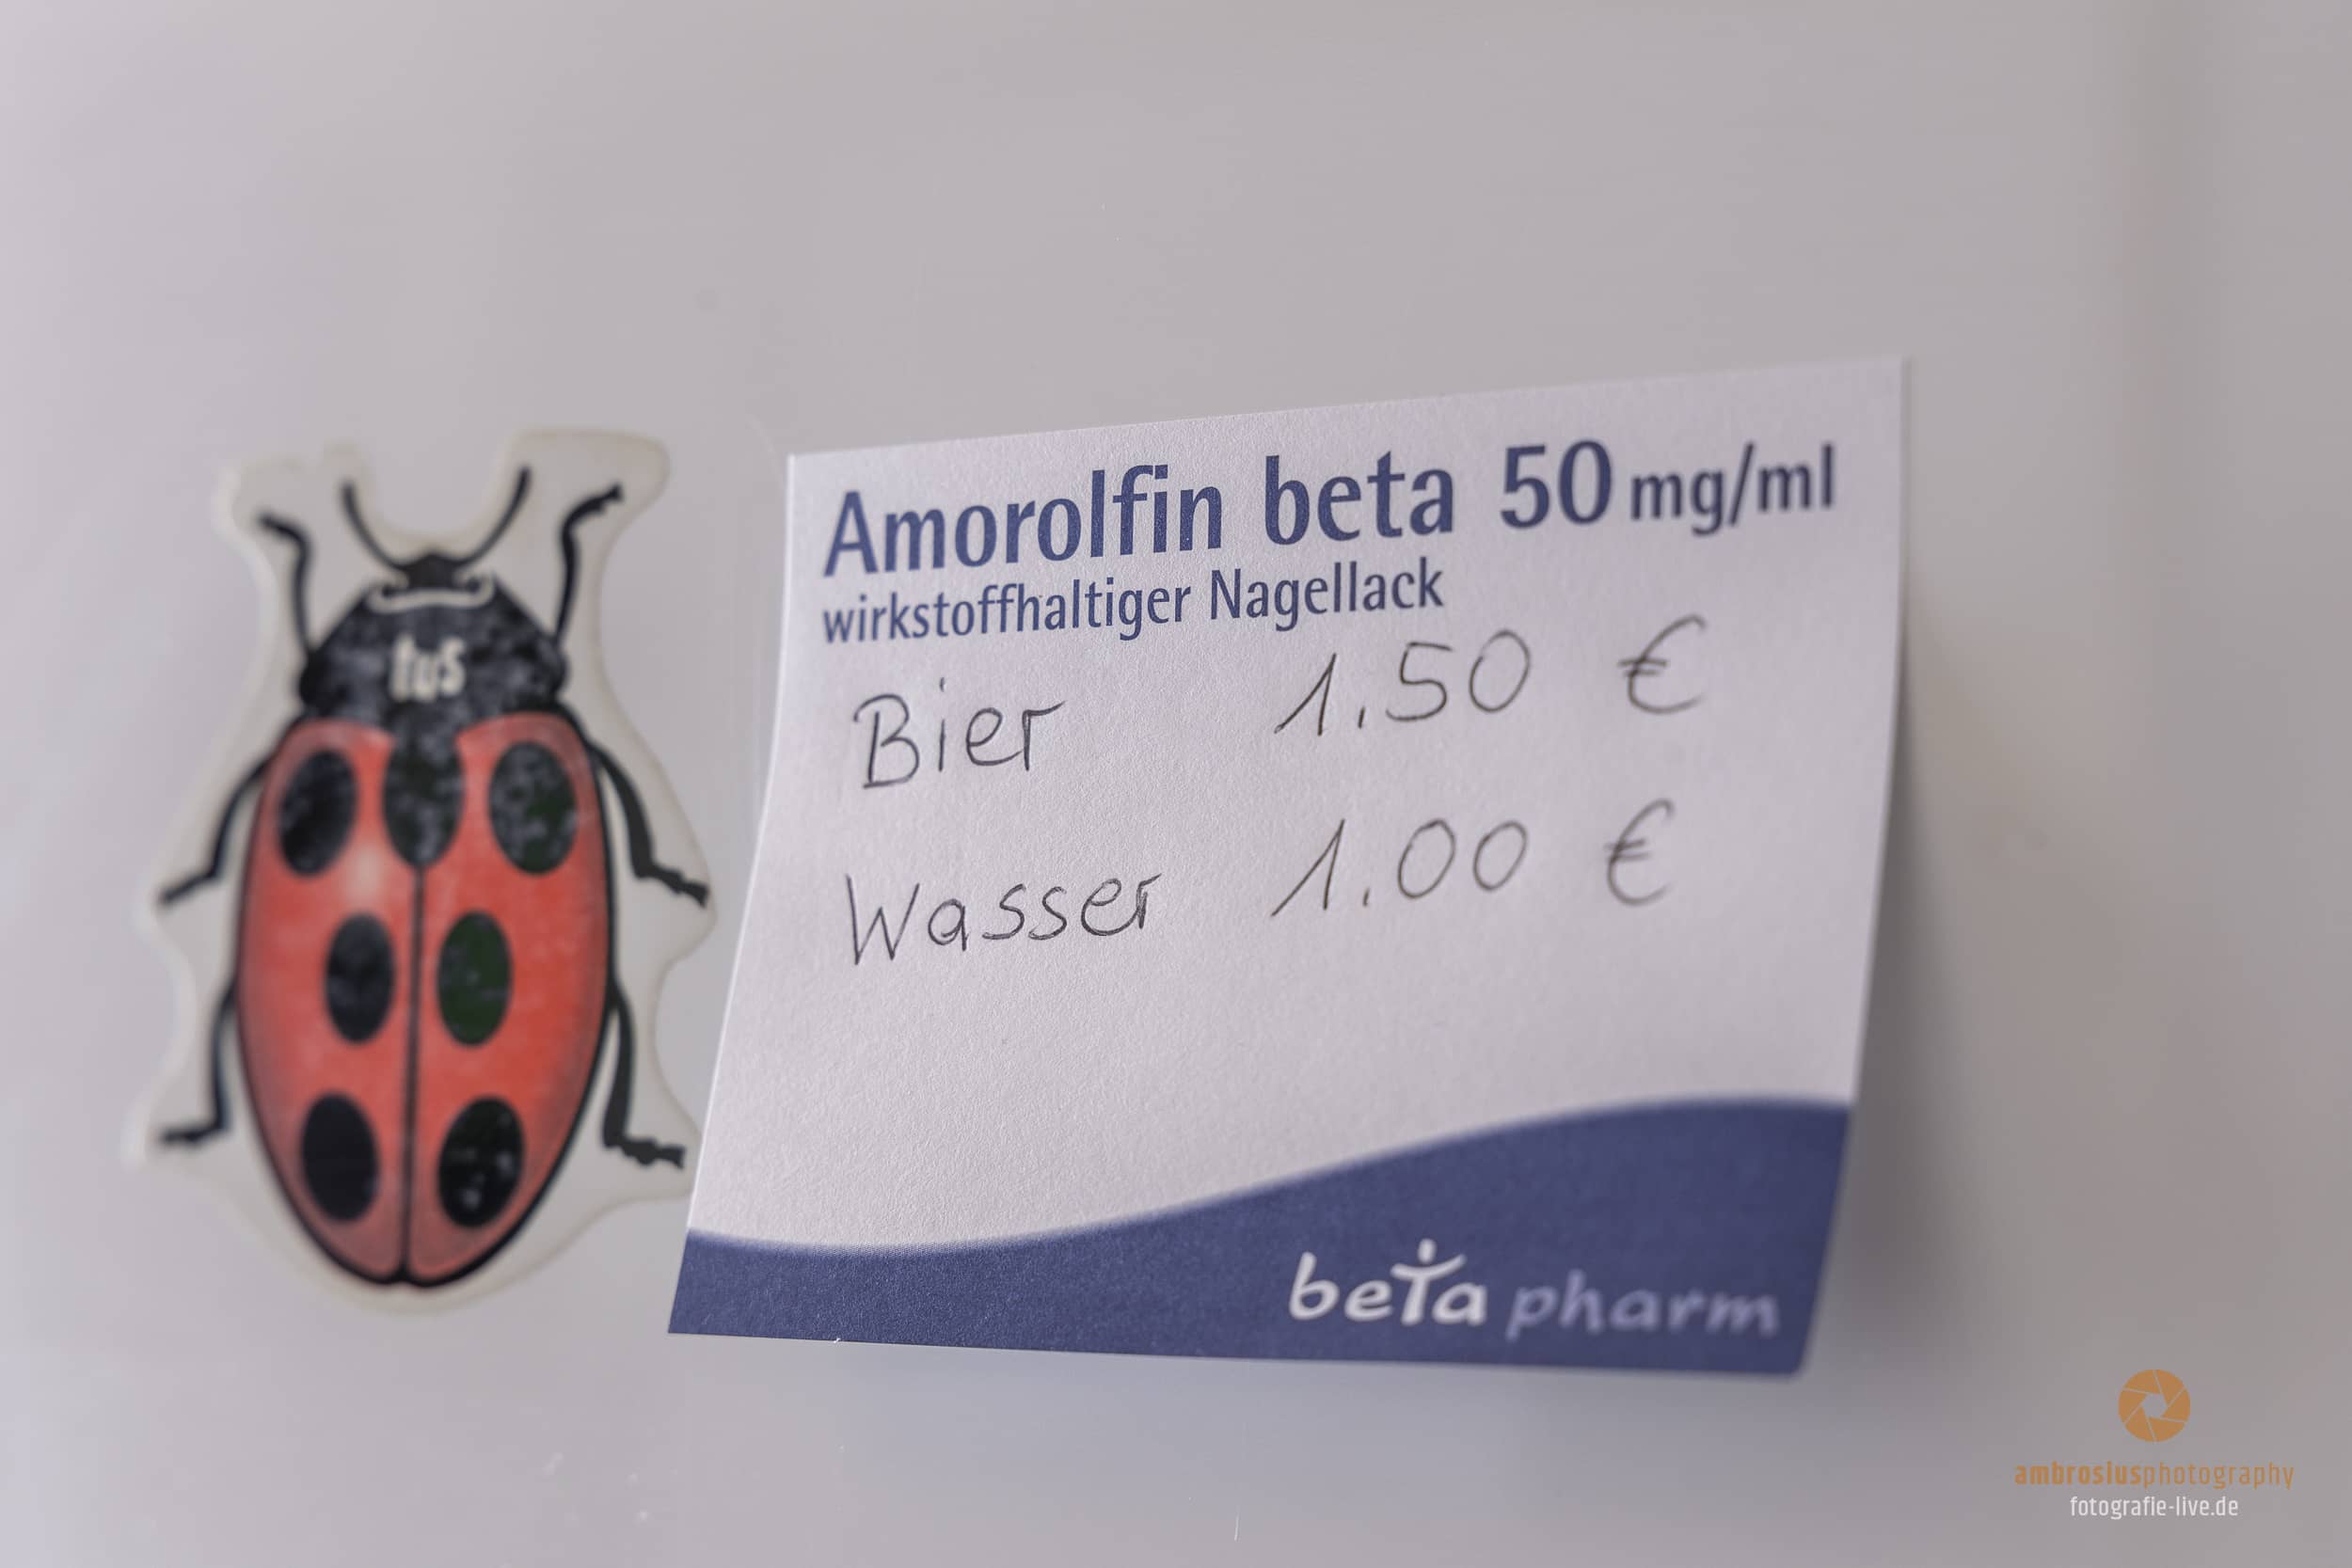 tus
Amorolfin beta 50 mg/ml
wirkstoffhaltiger Nagellack
Bier 1.50 €
Wasser 1.00 €
beta pharm
ambrosiusphotography
fotografie-live.de